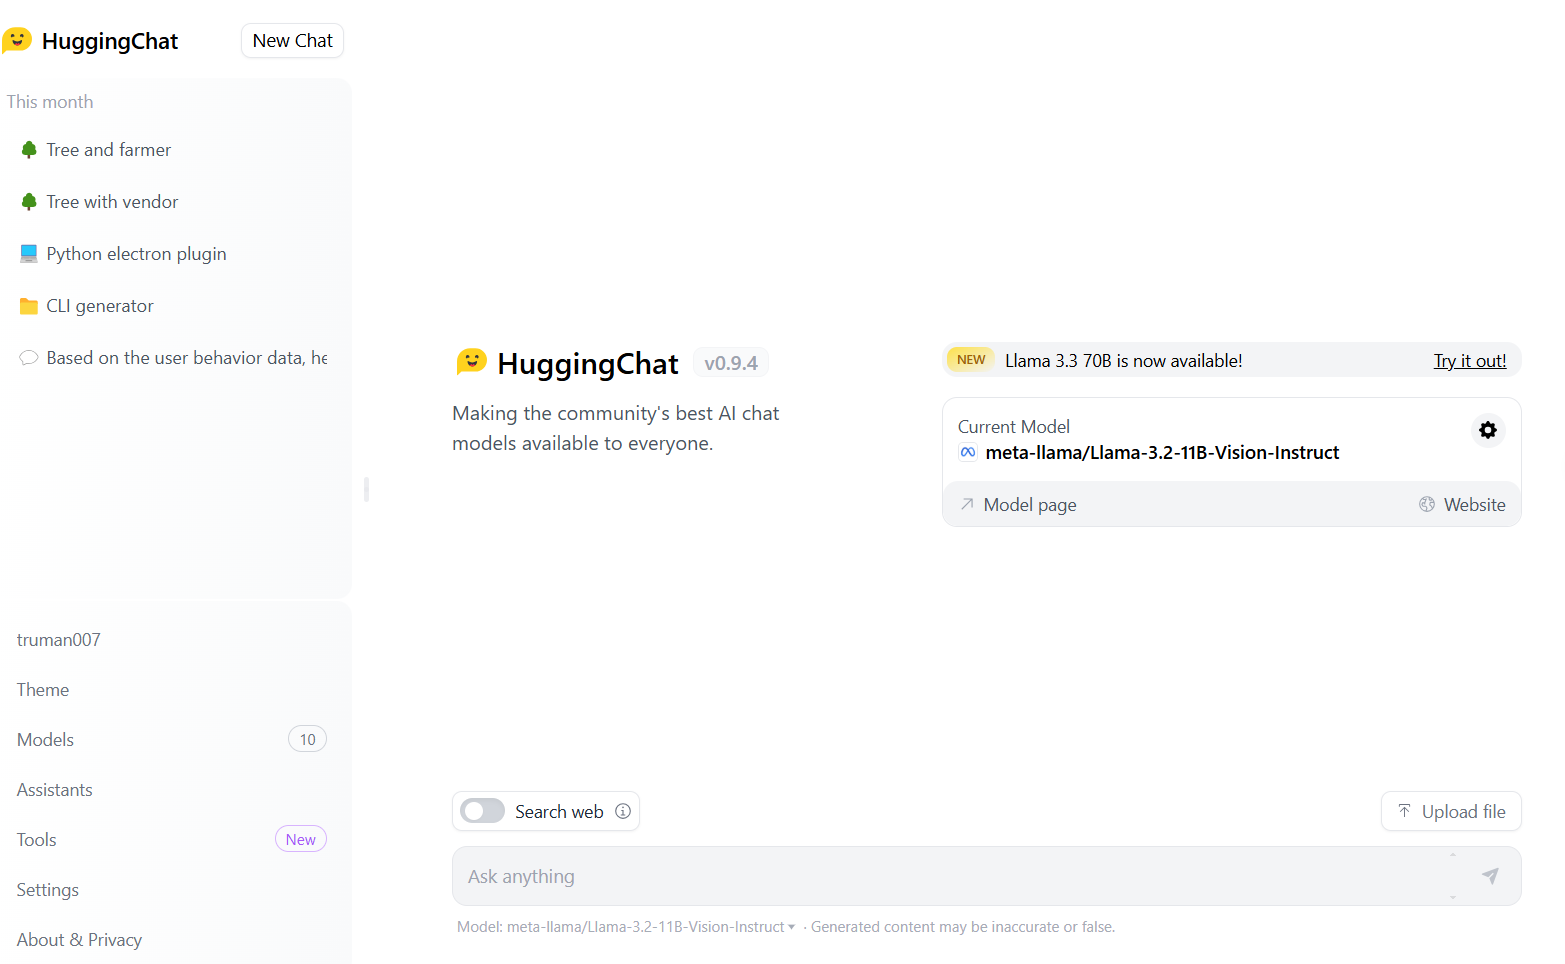 HuggingChat
New Chat
This month
Tree and farmer
Tree with vendor
Python electron plugin
CLI generator
Based on the user behavior data, he
truman007
Theme
Models 10
Assistants
Tools New
Settings
About & Privacy
HuggingChat v0.9.4
Making the community's best AI chat
models available to everyone.
NEW Llama 3.3 70B is now available! Try it out!
Current Model
meta-llama/Llama-3.2-11B-Vision-Instruct
Model page Website
Search web Upload file
Ask anything
Model: meta-llama/Llama-3.2-11B-Vision-Instruct · Generated content may be inaccurate or false.